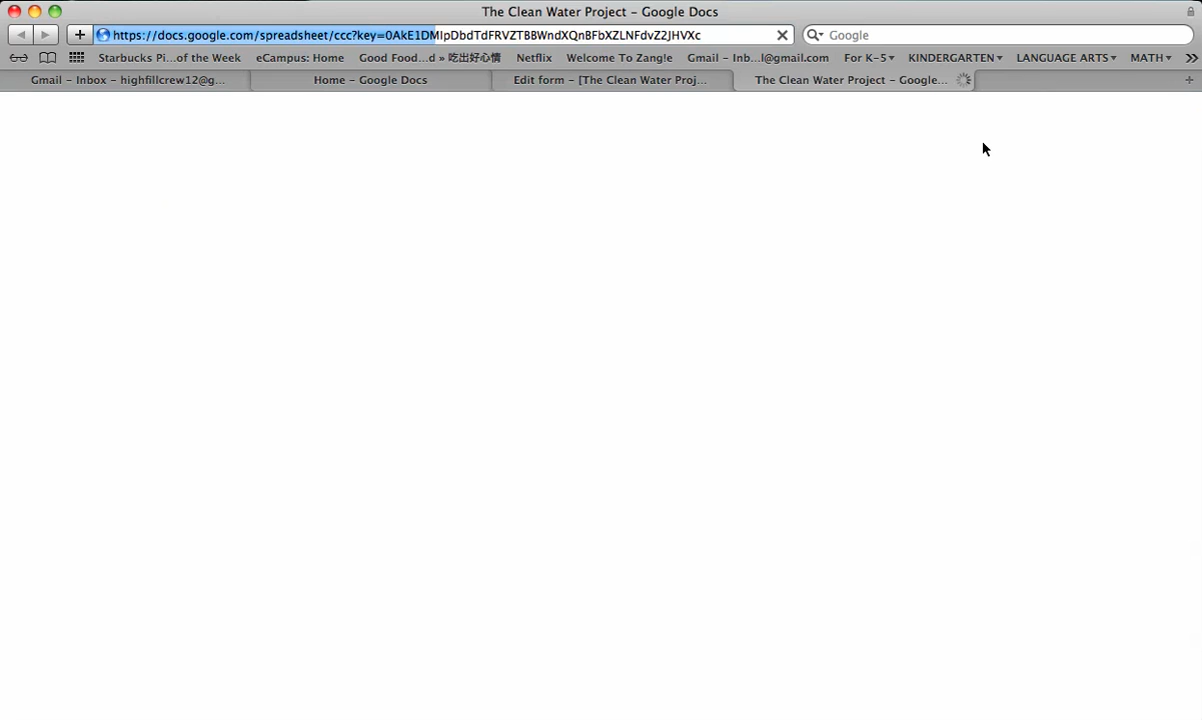 The Clean Water Project – Google Docs
https://docs.google.com/spreadsheet/ccc?key=0AkE1DMlpDbdTdFRVZTBBWndXQnBFbXZLNFdvZ2JHVXc
Google
Starbucks Pi...of the Week eCampus: Home Good Food...d » 吃出好心情 Netflix Welcome To Zangle Gmail – Inb...l@gmail.com For K–5 KINDERGARTEN LANGUAGE ARTS MATH
Gmail – Inbox – highfillcrew12@g... Home – Google Docs Edit form – [The Clean Water Proj... The Clean Water Project – Google...